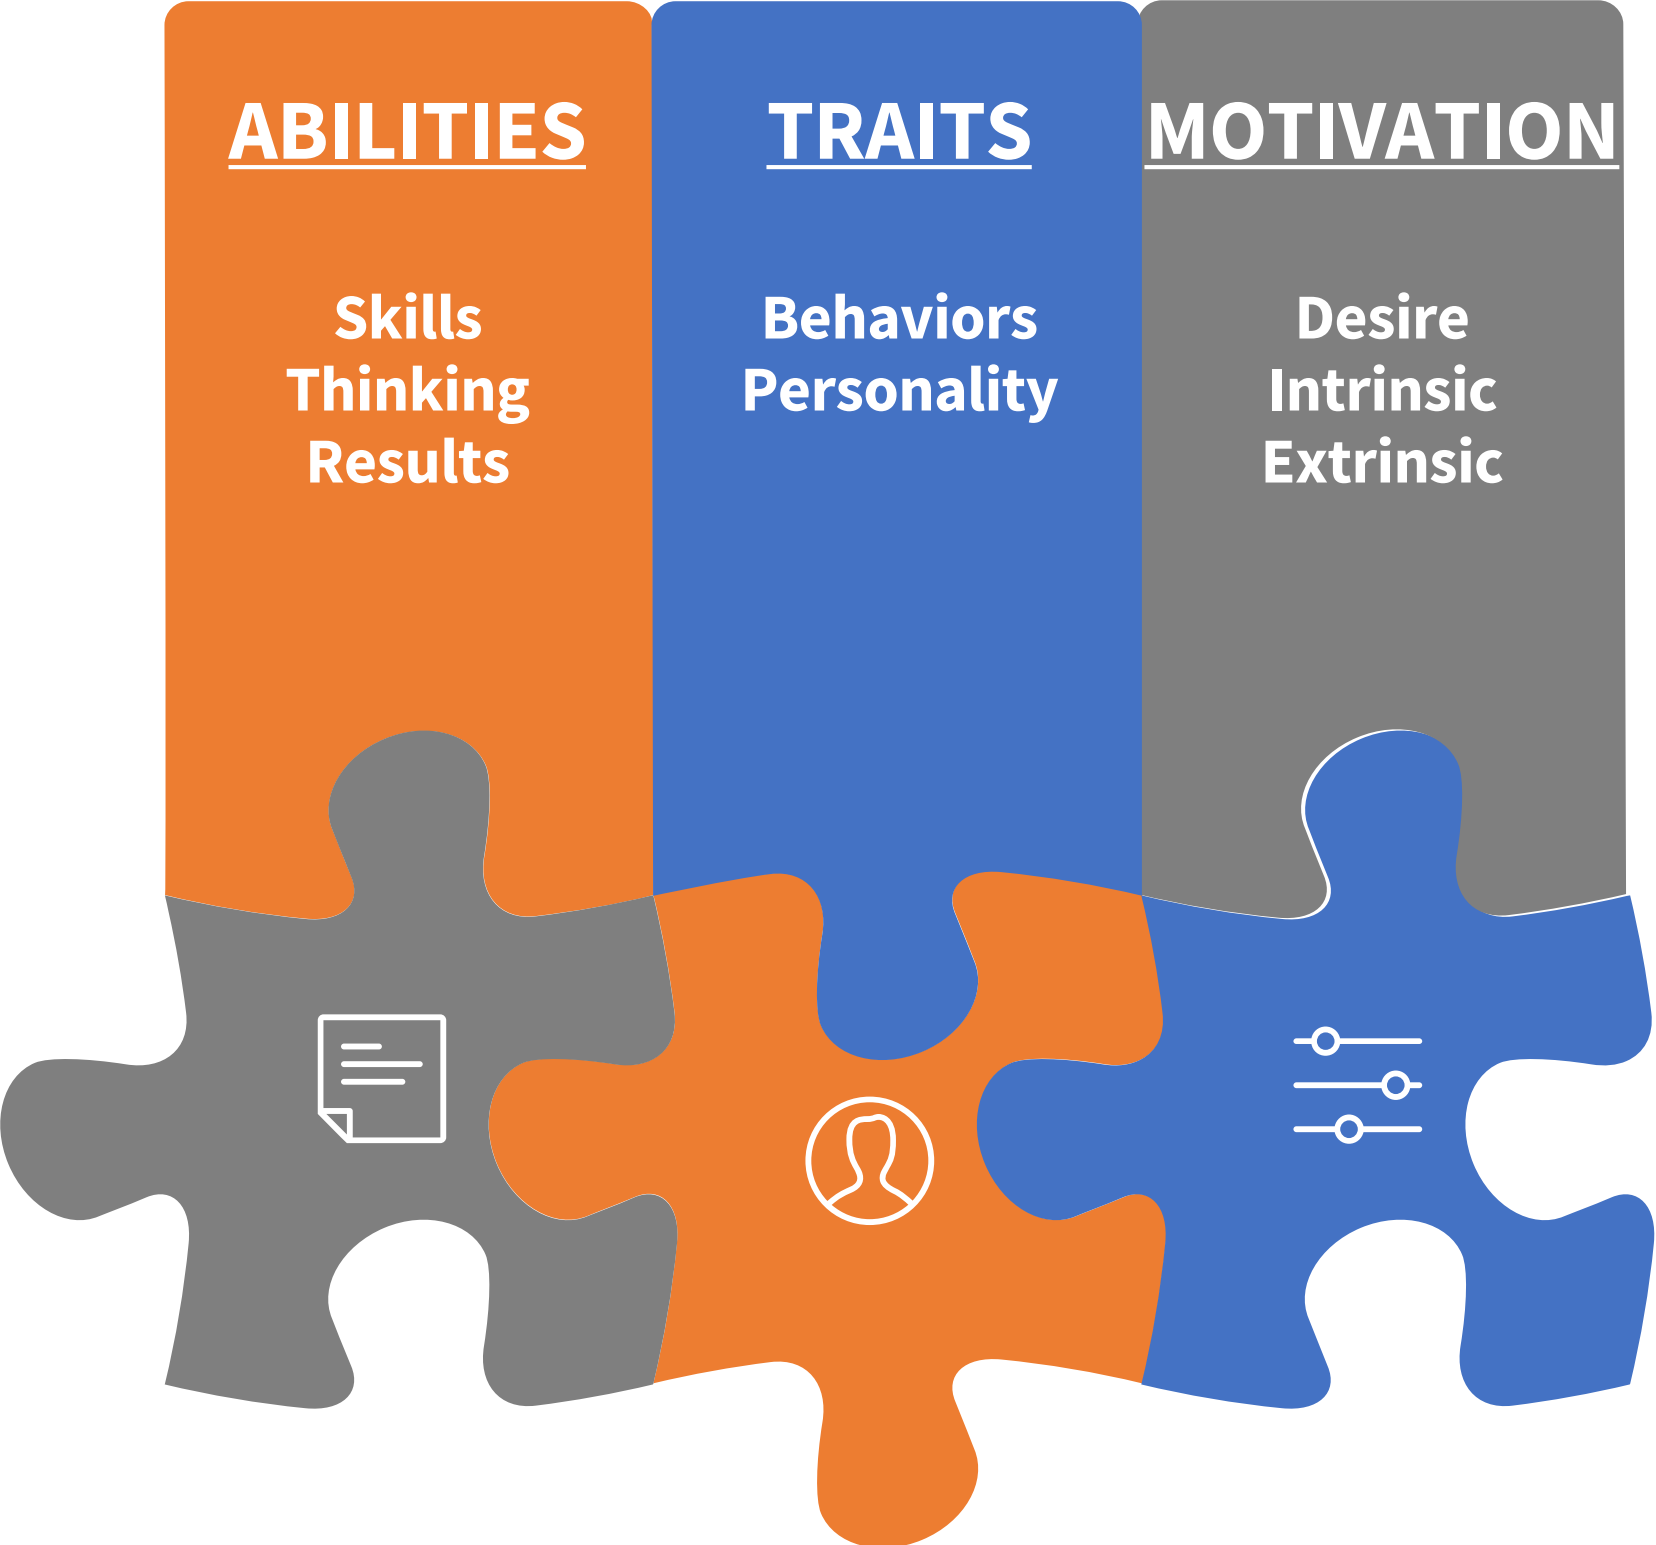 ABILITIES
Skills
Thinking
Results
TRAITS
Behaviors
Personality
MOTIVATION
Desire
Intrinsic
Extrinsic